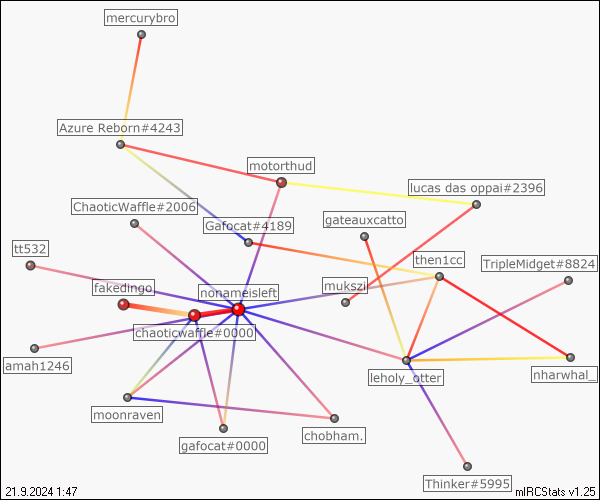 mercurybro
Azure Reborn#4243
motorthud
lucas das oppai#2396
ChaoticWaffle#2006
Gafocat#4189
gateauxcatto
tt532
then1cc
TripleMidget#8824
fakedingo
nonameisleft
mukszi
chaoticwaffle#0000
amah1246
leholy_otter
nharwhal_
moonraven
gafocat#0000
chobham.
Thinker#5995
21.9.2024 1:47
mIRCStats v1.25